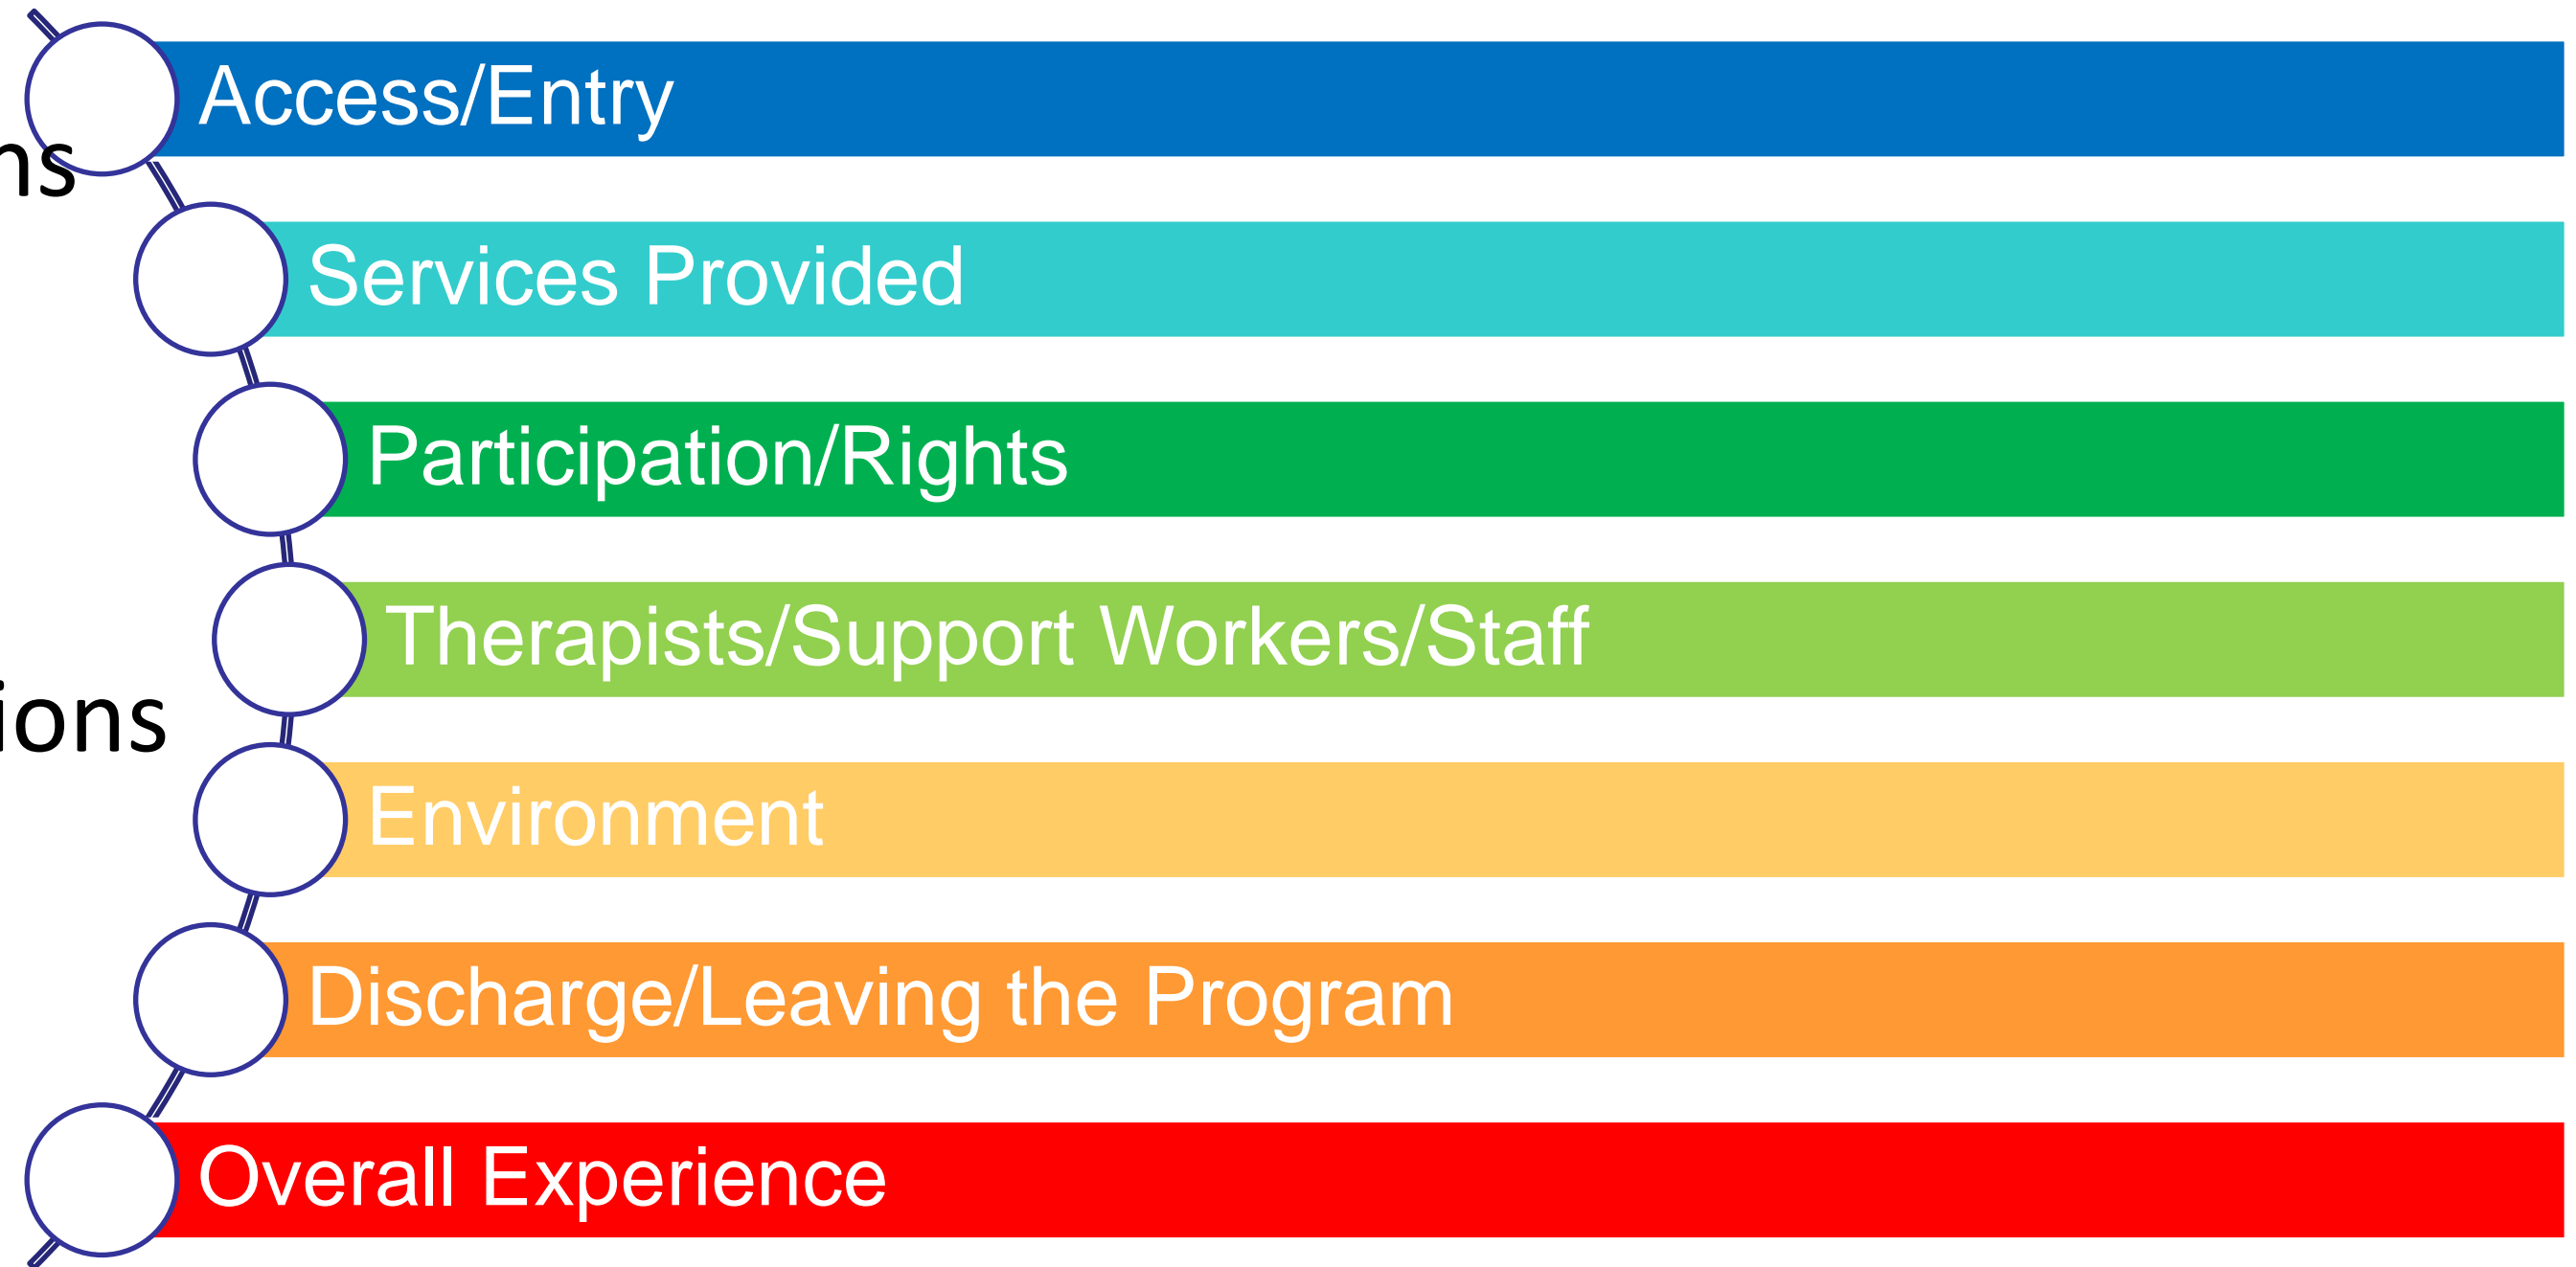 Access/Entry
ns
Services Provided
Participation/Rights
Therapists/Support Workers/Staff
ions
Environment
Discharge/Leaving the Program
Overall Experience